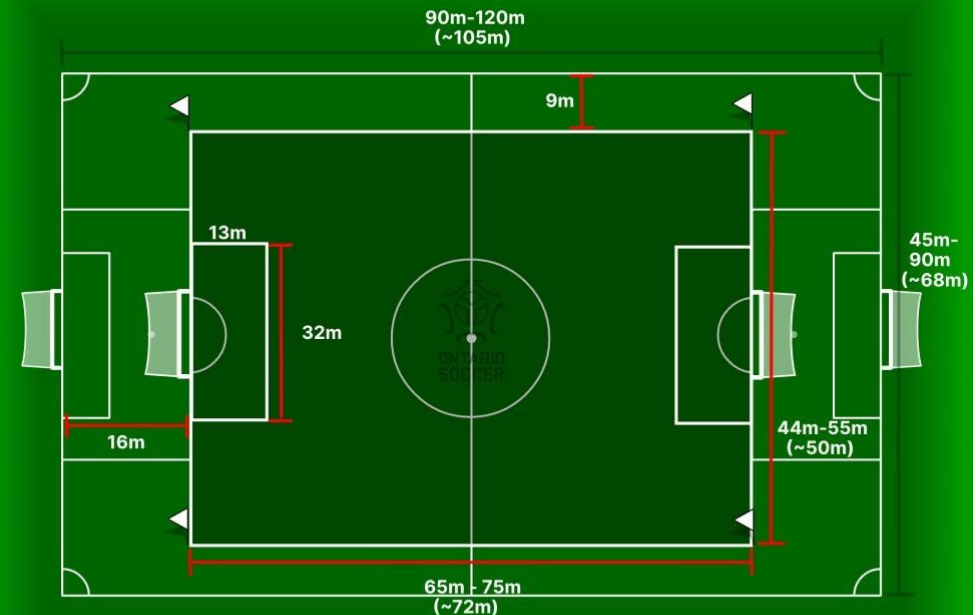 90m-120m
(~105m)
9m
45m-
90m
(~68m)
13m
32m
ONTARIO
SOCCER
44m-55m
(~50m)
16m
65m - 75m
(~72m)